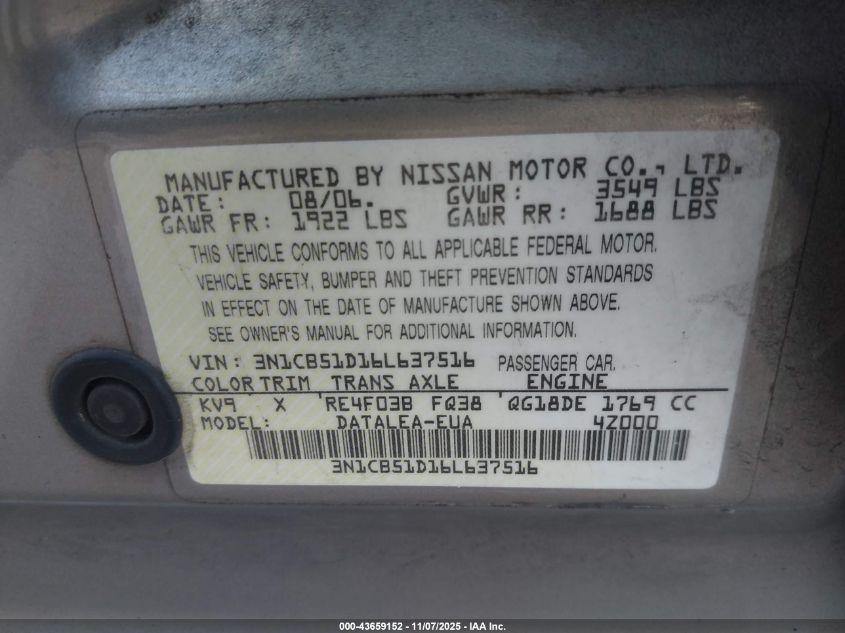 MANUFACTURED BY NISSAN MOTOR CO., LTD.
DATE: 08/06. GVWR: 3549 LBS
GAWR FR: 1922 LBS GAWR RR: 1688 LBS
THIS VEHICLE CONFORMS TO ALL APPLICABLE FEDERAL MOTOR.
VEHICLE SAFETY, BUMPER AND THEFT PREVENTION STANDARDS
IN EFFECT ON THE DATE OF MANUFACTURE SHOWN ABOVE.
SEE OWNER'S MANUAL FOR ADDITIONAL INFORMATION.
VIN: 3N1CB51D16L637516 PASSENGER CAR.
COLOR TRIM TRANS AXLE ENGINE
KV9 X RE4F03B FQ38 QG18DE 1769 CC
MODEL: DATALEA-EUA 4Z000
3N1CB51D16L637516
000-43659152 - 11/07/2025 - IAA Inc.